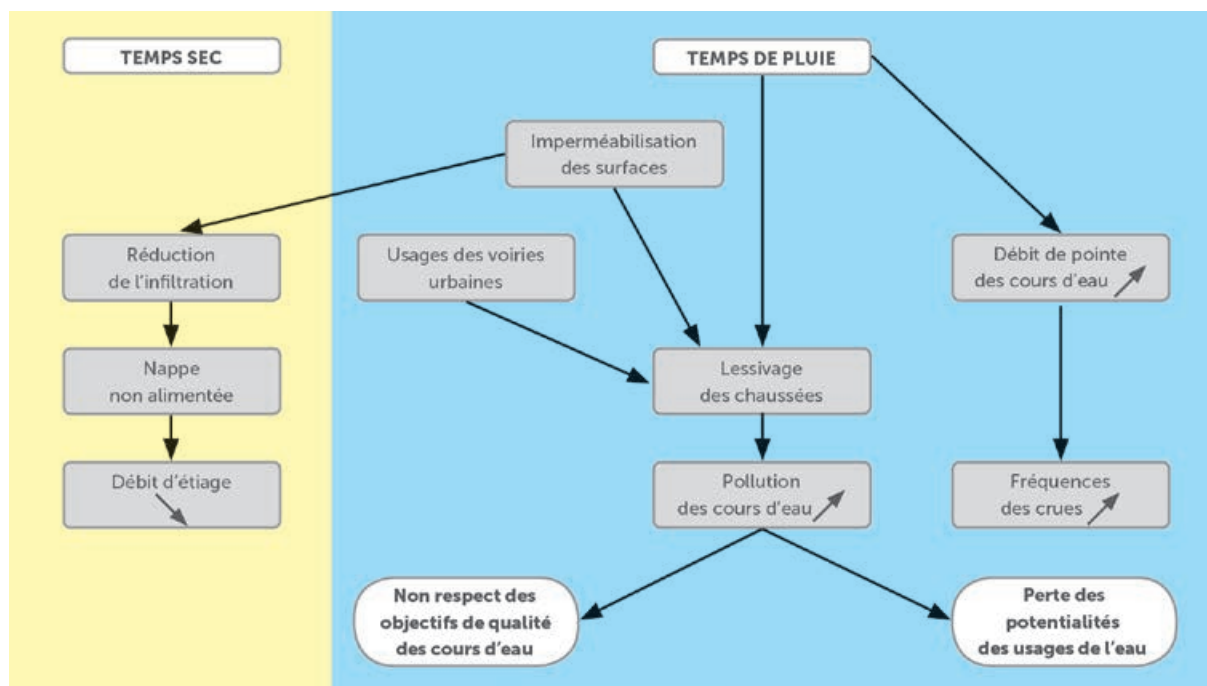 TEMPS SEC
TEMPS DE PLUIE
Imperméabilisation
des surfaces
Réduction
de l'infiltration
Usages des voiries
urbaines
Débit de pointe
des cours d'eau
Nappe
non alimentée
Lessivage
des chaussées
Débit d'étiage
Pollution
des cours d'eau
Fréquences
des crues
Non respect des
objectifs de qualité
des cours d'eau
Perte des
potentialités
des usages de l'eau